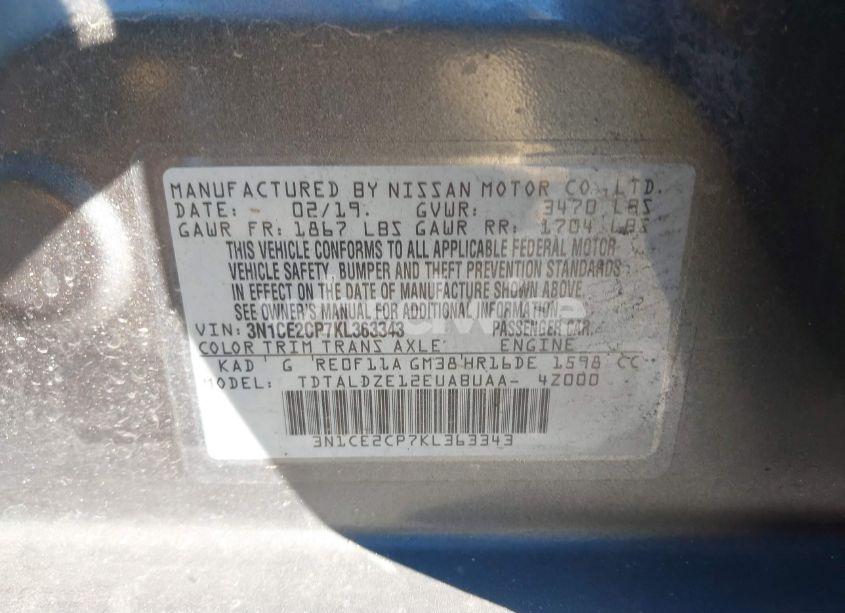 MANUFACTURED BY NISSAN MOTOR CO., LTD.
DATE: 02/19. GVWR: 3470 LBS
GAWR FR: 1867 LBS GAWR RR: 1704 LBS
THIS VEHICLE CONFORMS TO ALL APPLICABLE FEDERAL MOTOR
VEHICLE SAFETY, BUMPER AND THEFT PREVENTION STANDARDS
IN EFFECT ON THE DATE OF MANUFACTURE SHOWN ABOVE.
SEE OWNER'S MANUAL FOR ADDITIONAL INFORMATION.
VIN: 3N1CE2CP7KL363343 PASSENGER CAR.
COLOR TRIM TRANS AXLE ENGINE
KAD G RE0F11A GM38 HR16DE 1598 CC
MODEL: TDTALDZE12EUABUAA- 4Z000
3N1CE2CP7KL363343